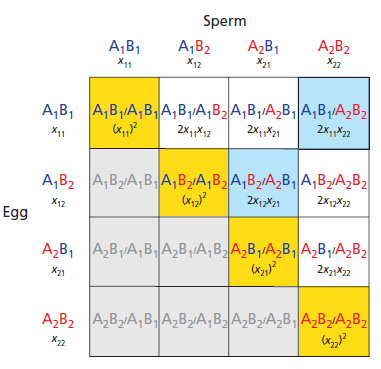 Sperm
A₁B₁ A₁B₂ A₂B₁ A₂B₂
x₁₁ x₁₂ x₂₁ x₂₂
A₁B₁ A₁B₁/A₁B₁ A₁B₁/A₁B₂ A₁B₁/A₂B₁ A₁B₁/A₂B₂
x₁₁ (x₁₁)² 2x₁₁x₁₂ 2x₁₁x₂₁ 2x₁₁x₂₂
A₁B₂ A₁B₂/A₁B₁ A₁B₂/A₁B₂ A₁B₂/A₂B₁ A₁B₂/A₂B₂
x₁₂ (x₁₂)² 2x₁₂x₂₁ 2x₁₂x₂₂
Egg
A₂B₁ A₂B₁/A₁B₁ A₂B₁/A₁B₂ A₂B₁/A₂B₁ A₂B₁/A₂B₂
x₂₁ (x₂₁)² 2x₂₁x₂₂
A₂B₂ A₂B₂/A₁B₁ A₂B₂/A₁B₂ A₂B₂/A₂B₁ A₂B₂/A₂B₂
x₂₂ (x₂₂)²